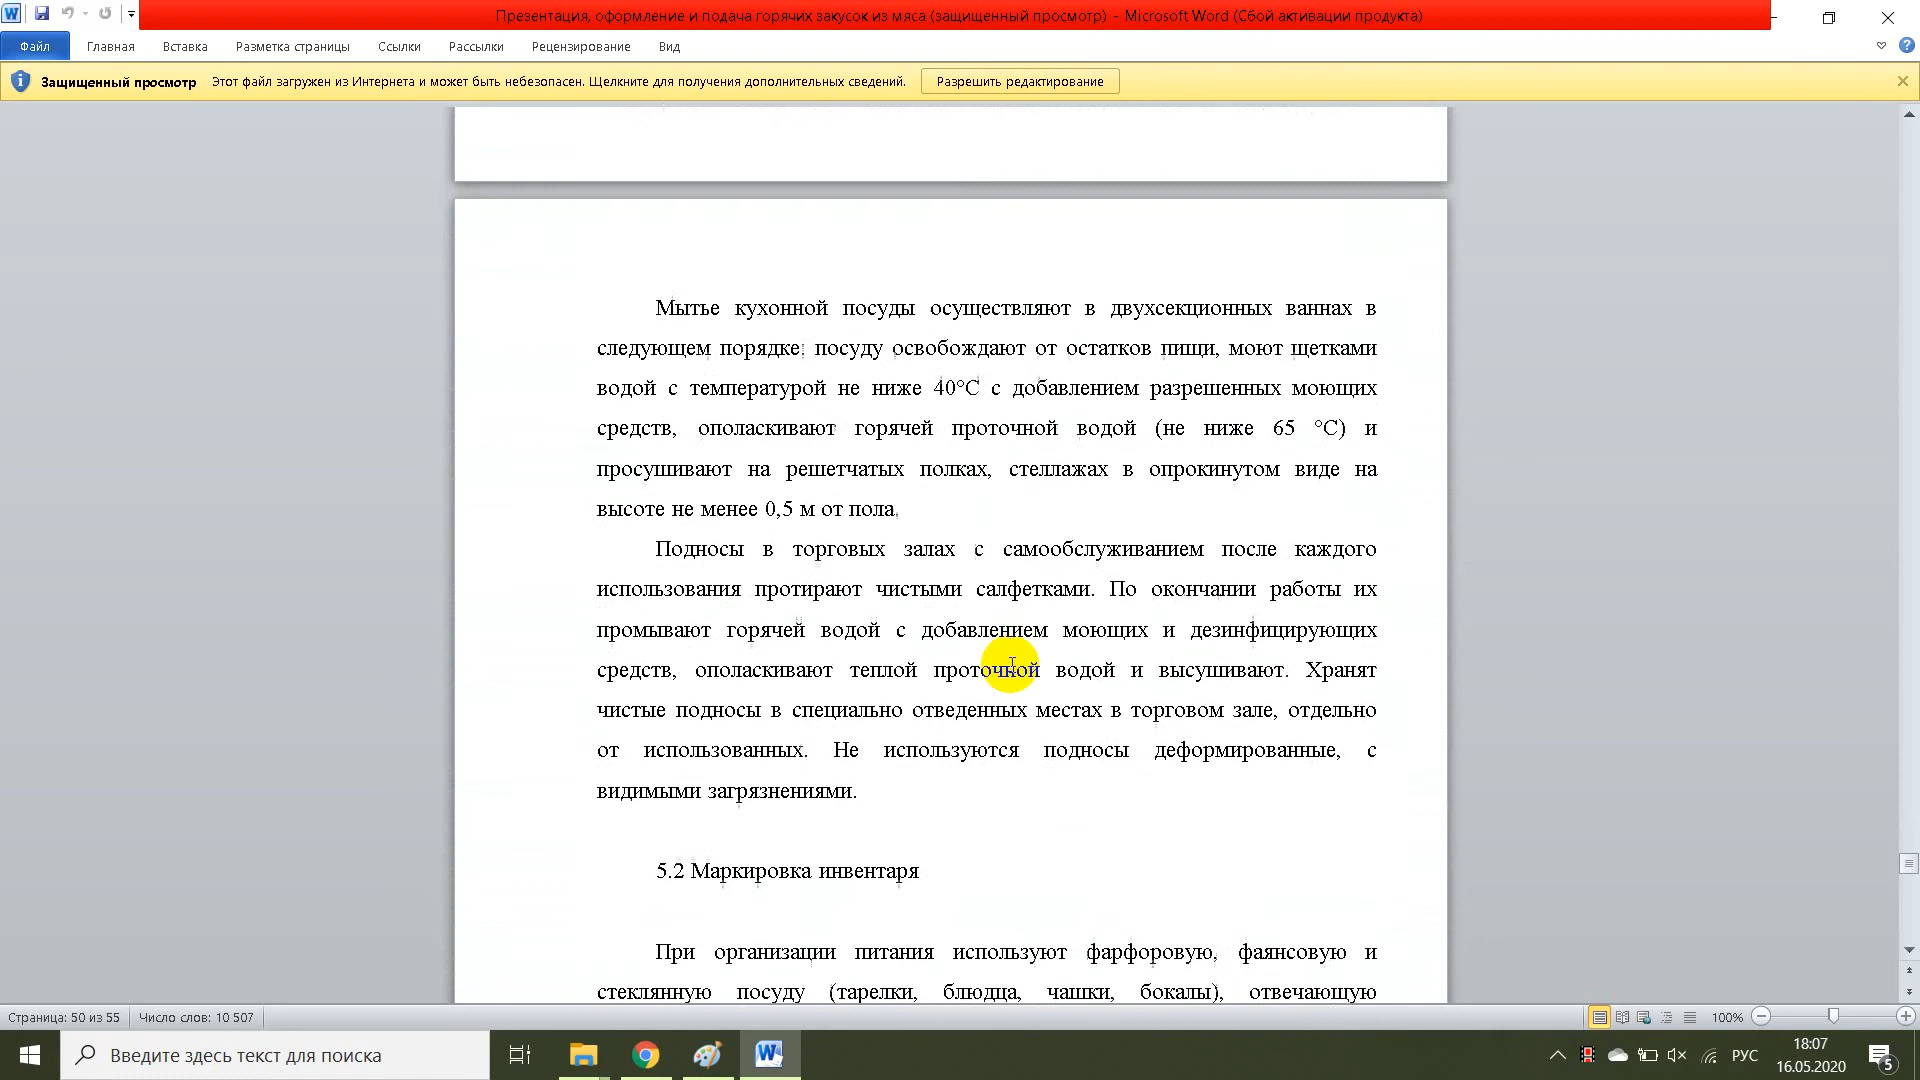 Презентация, оформление и подача горячих закусок из мяса (защищенный просмотр) - Microsoft Word (Сбой активации продукта)
Файл Главная Вставка Разметка страницы Ссылки Рассылки Рецензирование Вид
Защищенный просмотр Этот файл загружен из Интернета и может быть небезопасен. Щелкните для получения дополнительных сведений. Разрешить редактирование
Мытье кухонной посуды осуществляют в двухсекционных ваннах в
следующем порядке: посуду освобождают от остатков пищи, моют щетками
водой с температурой не ниже 40°С с добавлением разрешенных моющих
средств, ополаскивают горячей проточной водой (не ниже 65 °С) и
просушивают на решетчатых полках, стеллажах в опрокинутом виде на
высоте не менее 0,5 м от пола.
Подносы в торговых залах с самообслуживанием после каждого
использования протирают чистыми салфетками. По окончании работы их
промывают горячей водой с добавлением моющих и дезинфицирующих
средств, ополаскивают теплой проточной водой и высушивают. Хранят
чистые подносы в специально отведенных местах в торговом зале, отдельно
от использованных. Не используются подносы деформированные, с
видимыми загрязнениями.
5.2 Маркировка инвентаря
При организации питания используют фарфоровую, фаянсовую и
стеклянную посуду (тарелки, блюдца, чашки, бокалы), отвечающую
Страница: 50 из 55 Число слов: 10 507 100%
Введите здесь текст для поиска РУС 18:07
16.05.2020 5